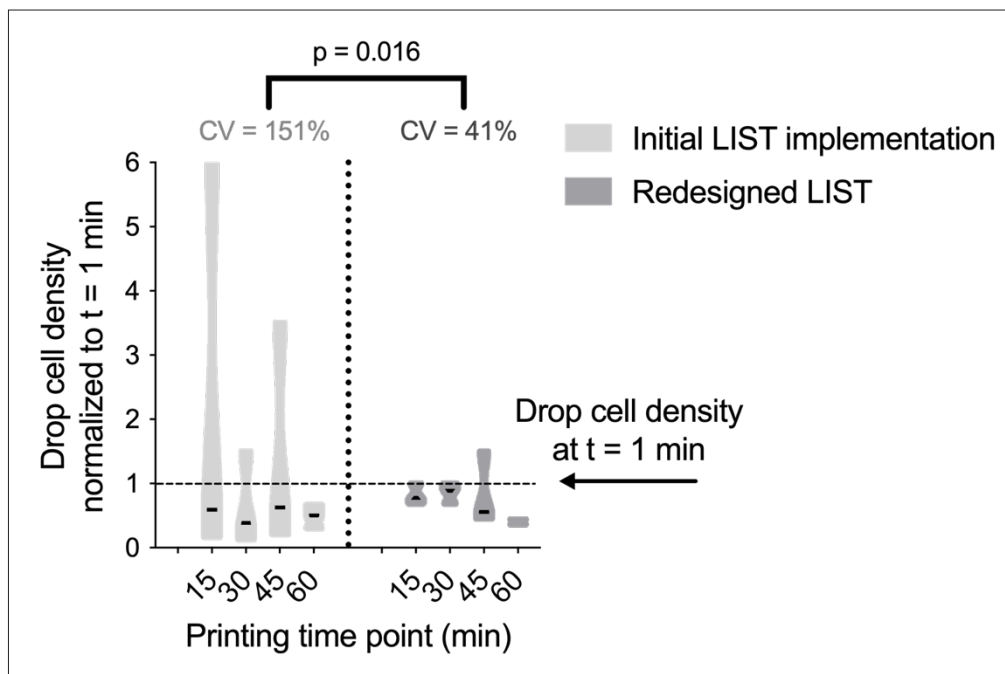 p = 0.016
CV = 151%
CV = 41%
Initial LIST implementation
Redesigned LIST
Drop cell density
normalized to t = 1 min
6
5
4
3
2
1
0
Drop cell density
at t = 1 min
15
30
45
60
15
30
45
60
Printing time point (min)